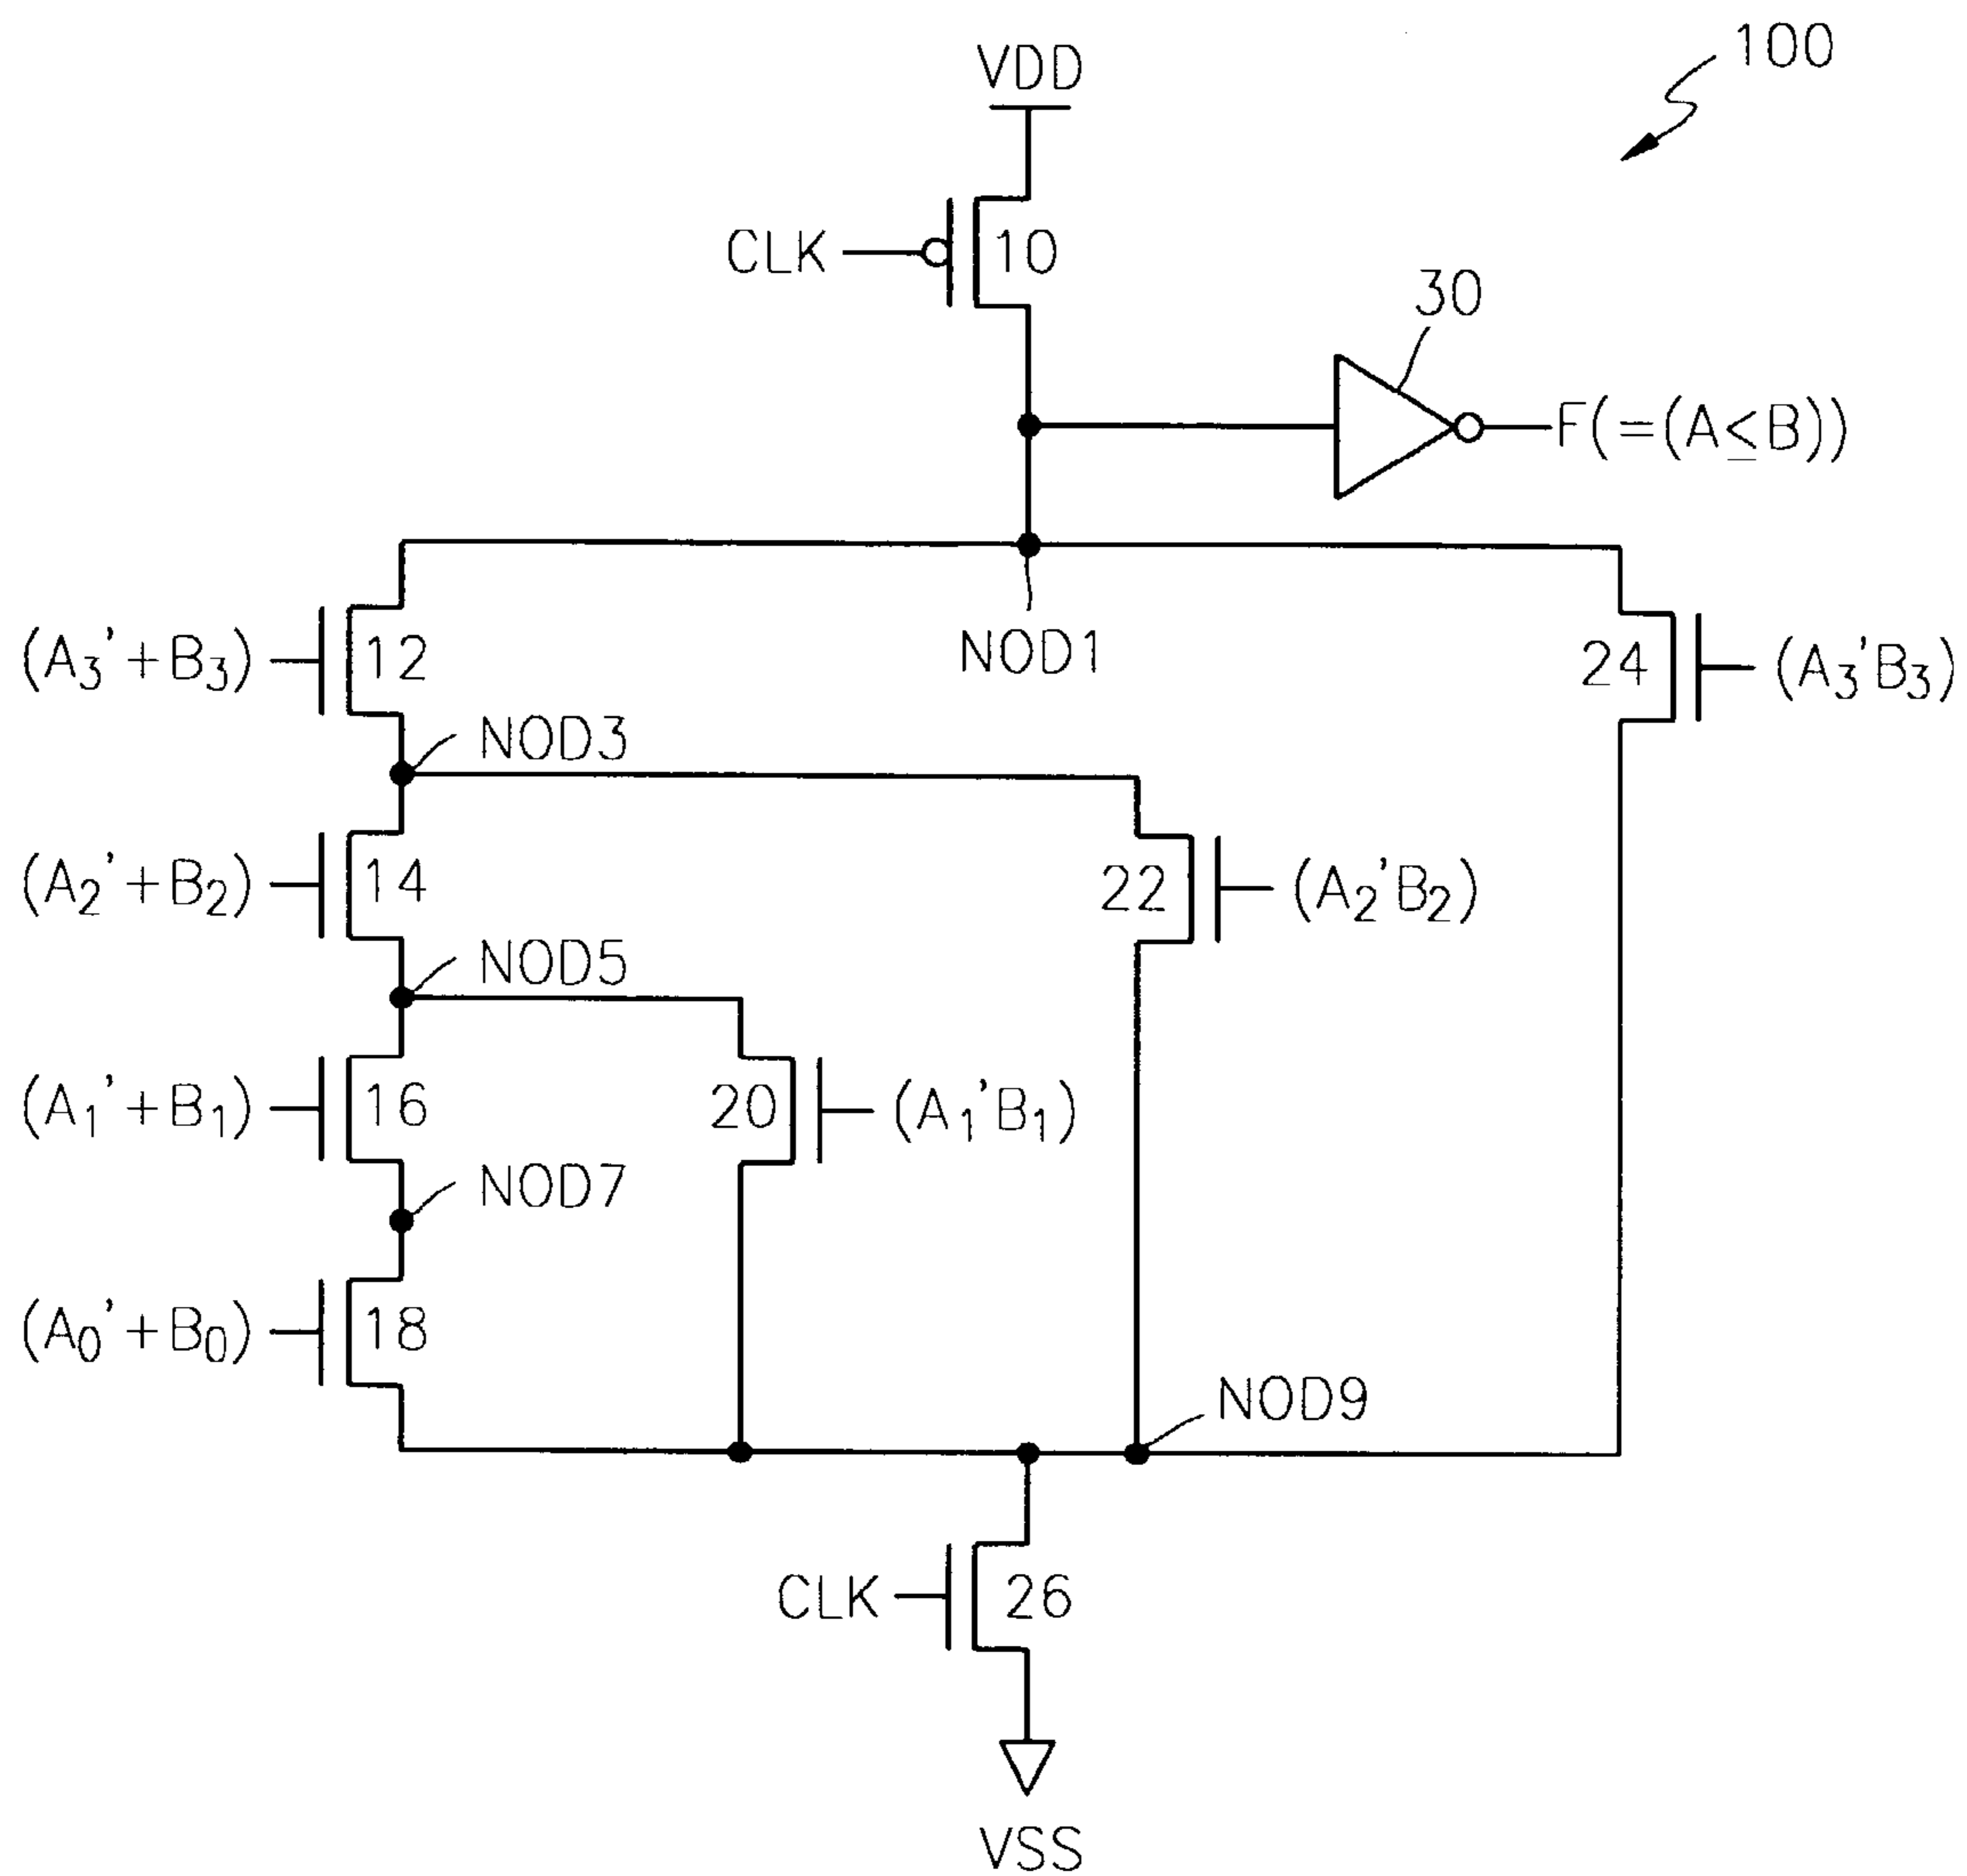 100
VDD
CLK
10
30
F(=(A≤B))
(A₃'+B₃)
12
NOD1
24
(A₃'B₃)
NOD3
(A₂'+B₂)
14
22
(A₂'B₂)
NOD5
(A₁'+B₁)
16
20
(A₁'B₁)
NOD7
(A₀'+B₀)
18
NOD9
CLK
26
VSS